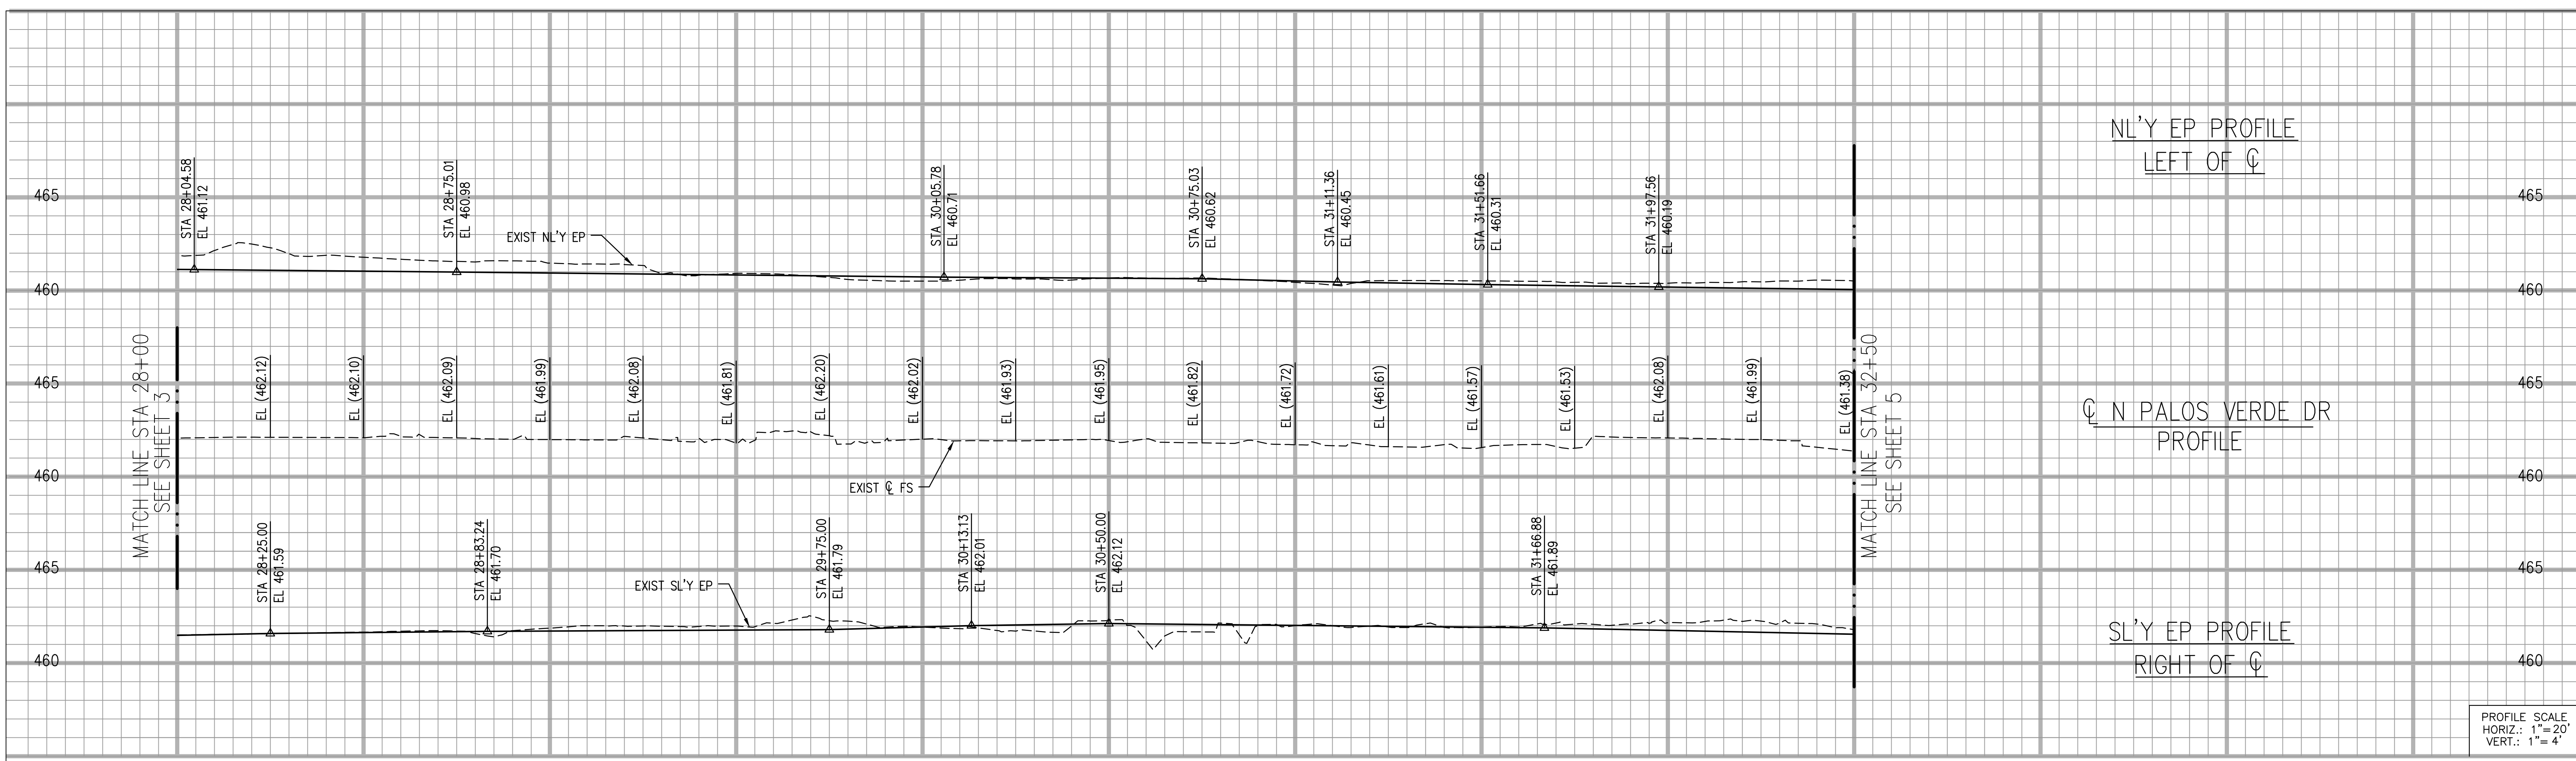 NL'Y EP PROFILE
LEFT OF ℄
465
465
460
460
STA 28+04.58
EL 461.12
STA 28+75.01
EL 460.98
STA 30+05.78
EL 460.71
STA 30+75.03
EL 460.62
STA 31+11.36
EL 460.45
STA 31+51.66
EL 460.31
STA 31+97.56
EL 460.19
EXIST NL'Y EP
MATCH LINE STA 28+00
SEE SHEET 3
465
465
460
460
EL (462.12)
EL (462.10)
EL (462.09)
EL (461.99)
EL (462.08)
EL (461.81)
EL (462.20)
EL (462.02)
EL (461.93)
EL (461.95)
EL (461.82)
EL (461.72)
EL (461.61)
EL (461.57)
EL (461.53)
EL (462.08)
EL (461.99)
EL (461.38)
EXIST ℄ FS
MATCH LINE STA 32+50
SEE SHEET 5
℄ N PALOS VERDE DR
PROFILE
465
465
460
460
STA 28+25.00
EL 461.59
STA 28+83.24
EL 461.70
STA 29+75.00
EL 461.79
STA 30+13.13
EL 462.01
STA 30+50.00
EL 462.12
STA 31+66.88
EL 461.89
EXIST SL'Y EP
SL'Y EP PROFILE
RIGHT OF ℄
PROFILE SCALE
HORIZ.: 1"=20'
VERT.: 1"=4'